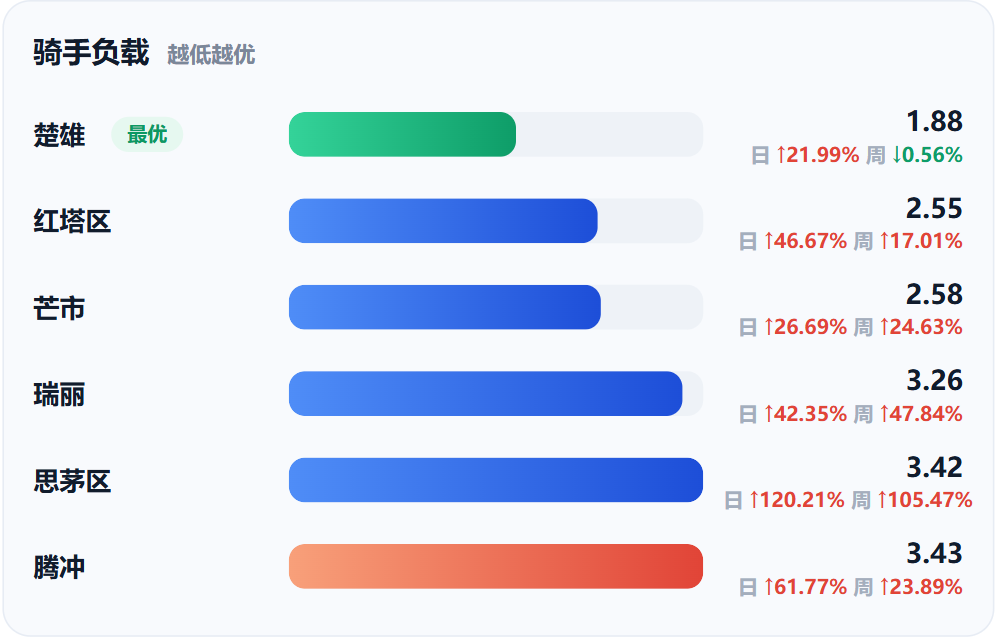 骑手负载 越低越优
楚雄 最优 1.88
日 ↑21.99% 周 ↓0.56%
红塔区 2.55
日 ↑46.67% 周 ↑17.01%
芒市 2.58
日 ↑26.69% 周 ↑24.63%
瑞丽 3.26
日 ↑42.35% 周 ↑47.84%
思茅区 3.42
日 ↑120.21% 周 ↑105.47%
腾冲 3.43
日 ↑61.77% 周 ↑23.89%